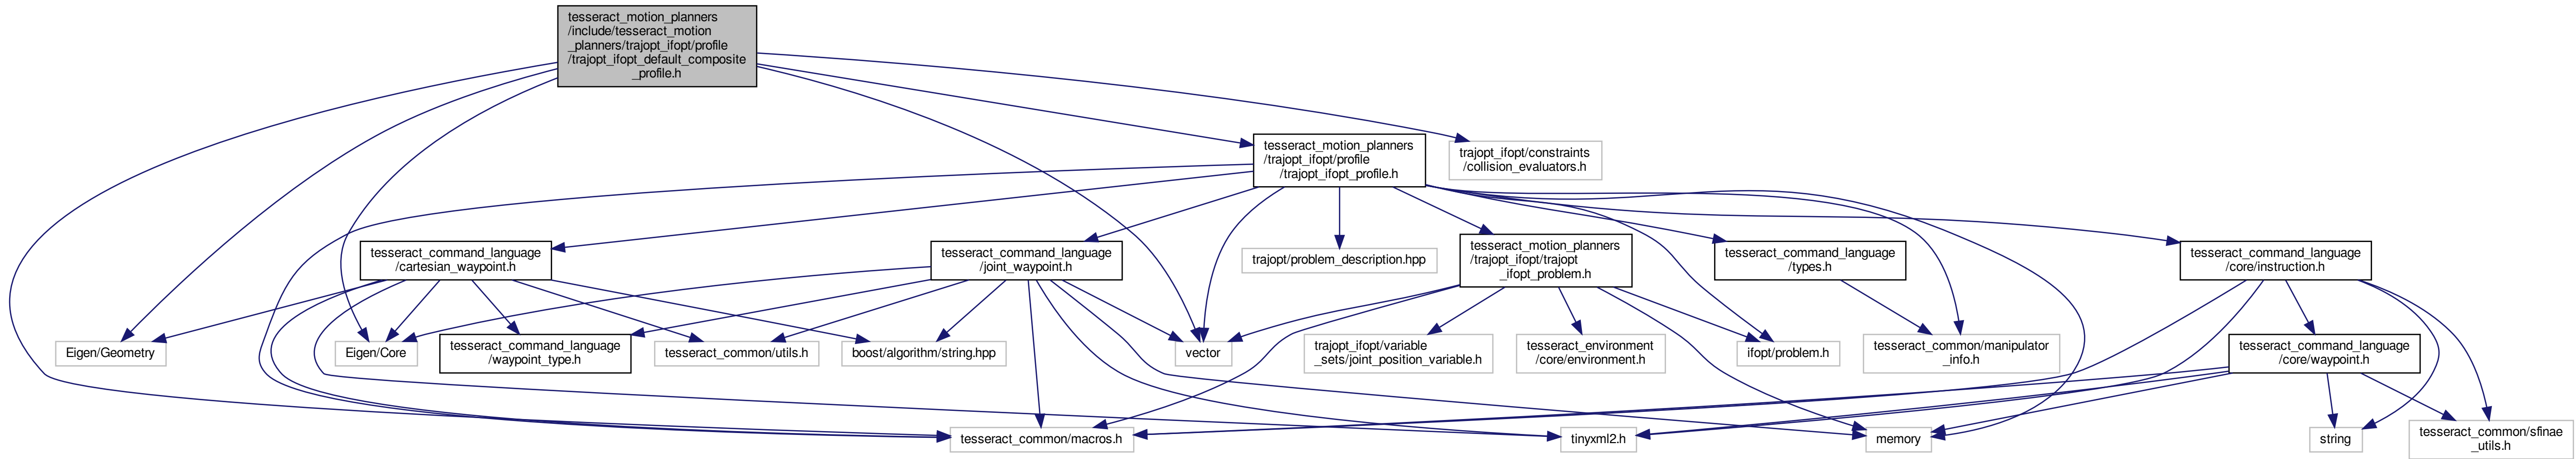 tesseract_motion_planners
/include/tesseract_motion
_planners/trajopt_ifopt/profile
/trajopt_ifopt_default_composite
_profile.h
tesseract_motion_planners
/trajopt_ifopt/profile
/trajopt_ifopt_profile.h
trajopt_ifopt/constraints
/collision_evaluators.h
tesseract_command_language
/cartesian_waypoint.h
tesseract_command_language
/joint_waypoint.h
trajopt/problem_description.hpp
tesseract_motion_planners
/trajopt_ifopt/trajopt
_ifopt_problem.h
tesseract_command_language
/types.h
tesseract_command_language
/core/instruction.h
Eigen/Geometry
Eigen/Core
tesseract_command_language
/waypoint_type.h
tesseract_common/utils.h
boost/algorithm/string.hpp
vector
trajopt_ifopt/variable
_sets/joint_position_variable.h
tesseract_environment
/core/environment.h
ifopt/problem.h
tesseract_common/manipulator
_info.h
tesseract_command_language
/core/waypoint.h
tesseract_common/macros.h
tinyxml2.h
memory
string
tesseract_common/sfinae
_utils.h